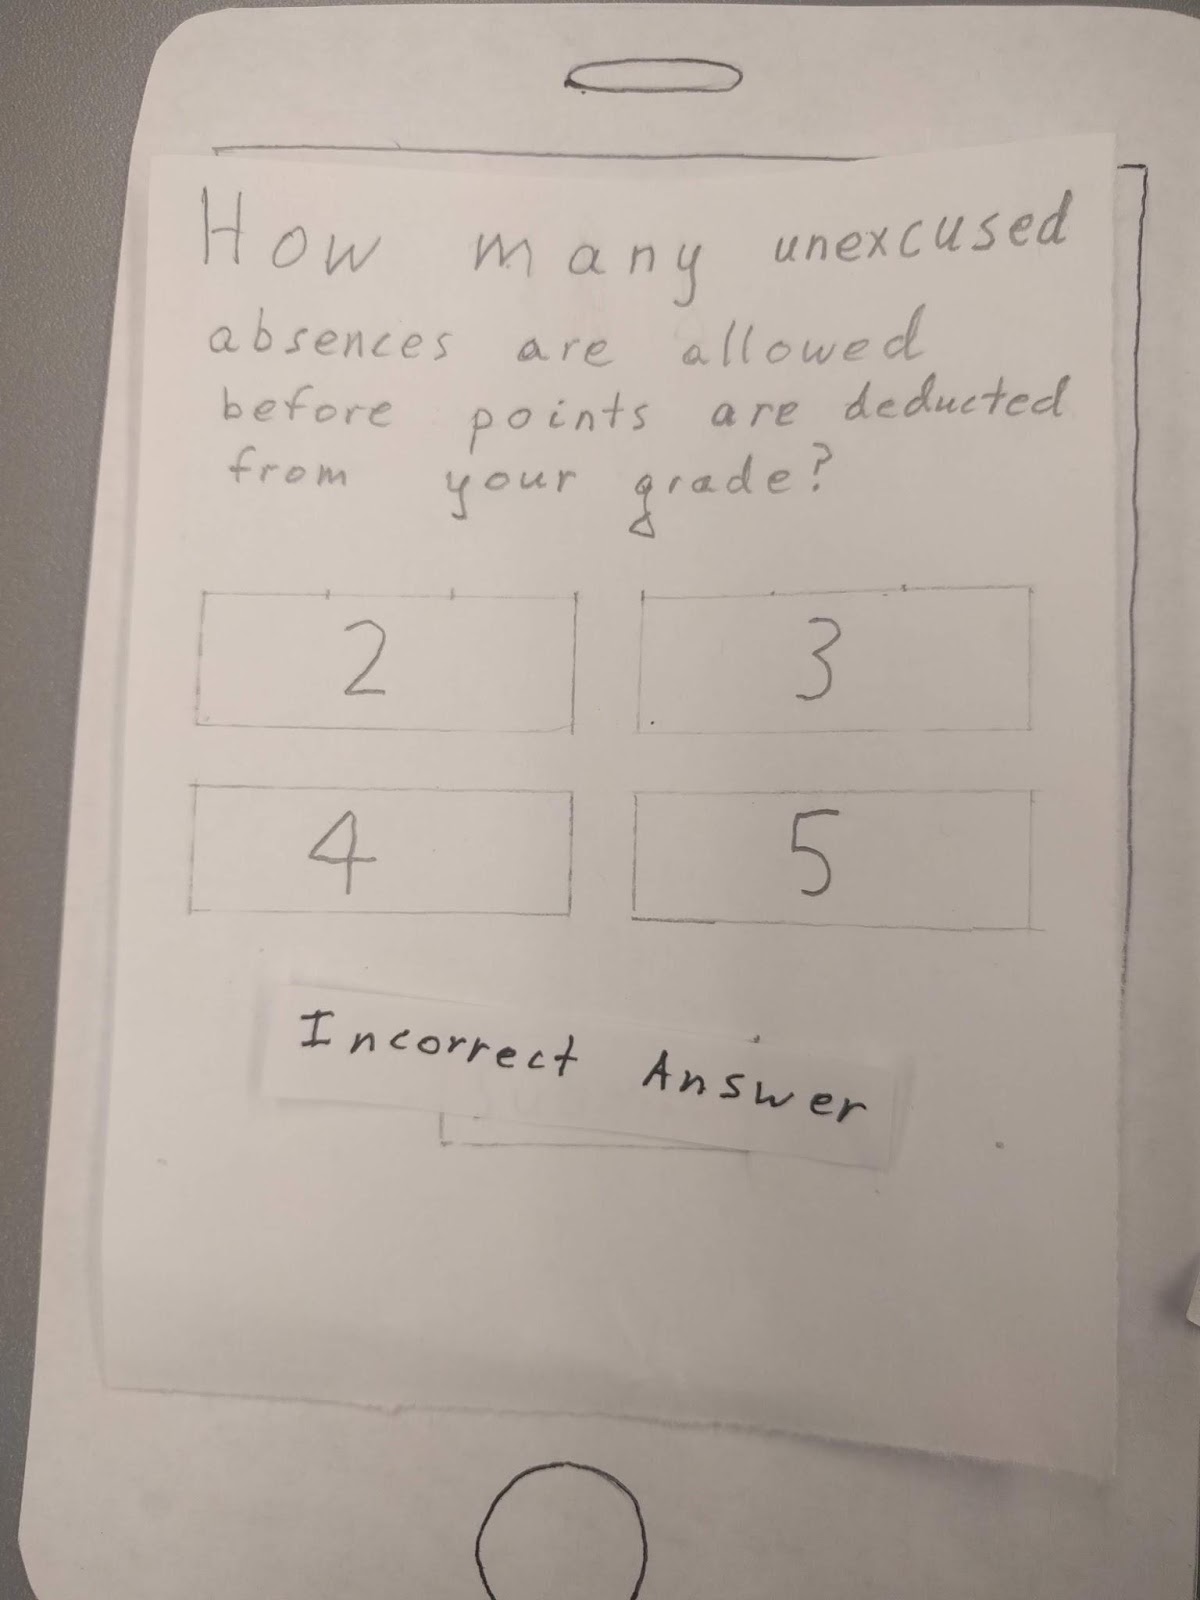 How many unexcused
absences are allowed
before points are deducted
from your grade?
2 3
4 5
Incorrect Answer